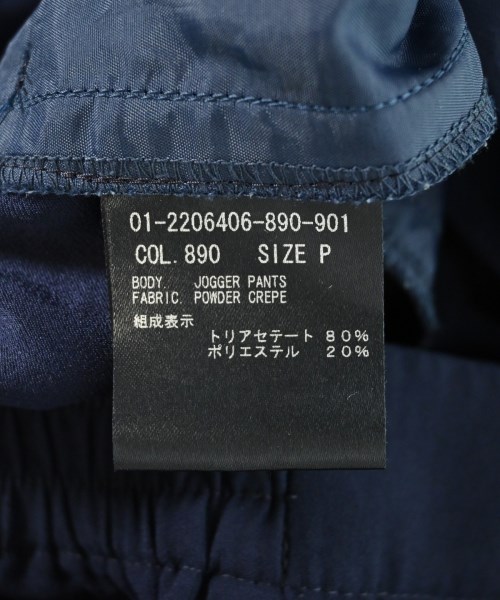 01-2206406-890-901
COL. 890 SIZE P
BODY. JOGGER PANTS
FABRIC. POWDER CREPE
組成表示
トリアセテート 80%
ポリエステル 20%